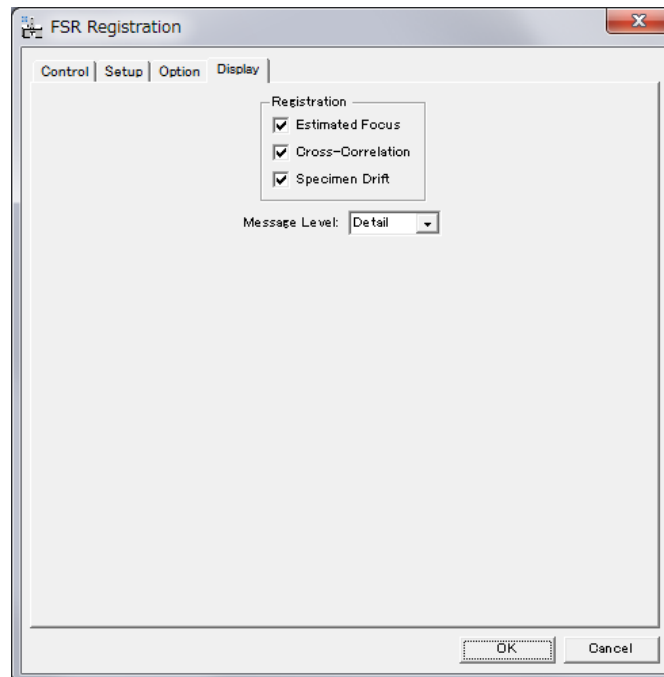 FSR Registration
Control Setup Option Display
Registration
Estimated Focus
Cross-Correlation
Specimen Drift
Message Level: Detail
OK Cancel